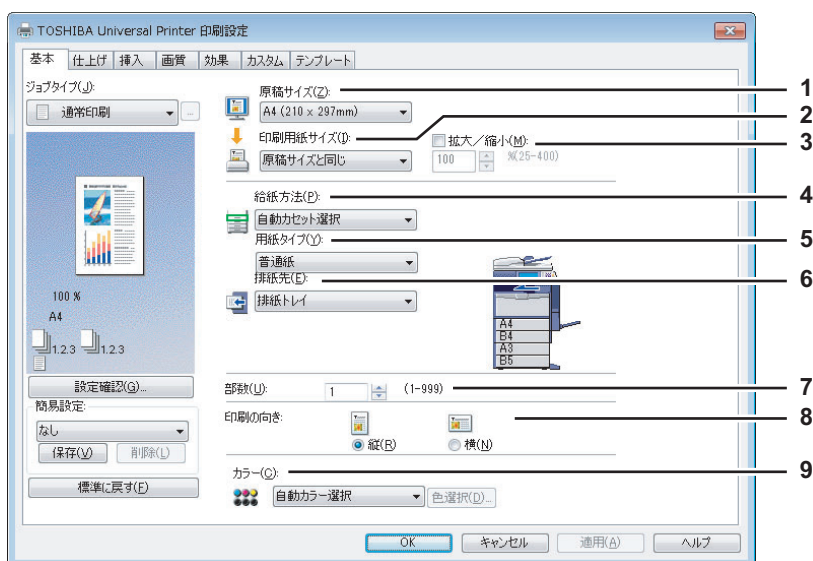 TOSHIBA Universal Printer 印刷設定
基本 仕上げ 挿入 画質 効果 カスタム テンプレート
ジョブタイプ(J):
通常印刷
...
100 %
A4
1.2.3 1.2.3
設定確認(G)...
簡易設定:
なし
保存(V) 削除(L)
標準に戻す(F)
原稿サイズ(Z):
A4 (210 x 297mm)
印刷用紙サイズ(I):
原稿サイズと同じ
拡大／縮小(M):
100 %(25-400)
給紙方法(P):
自動カセット選択
用紙タイプ(Y):
普通紙
排紙先(E):
排紙トレイ
A4
B4
A3
B5
部数(U): 1 (1-999)
印刷の向き:
縦(R) 横(N)
カラー(C):
自動カラー選択 色選択(D)...
OK キャンセル 適用(A) ヘルプ
1
2
3
4
5
6
7
8
9